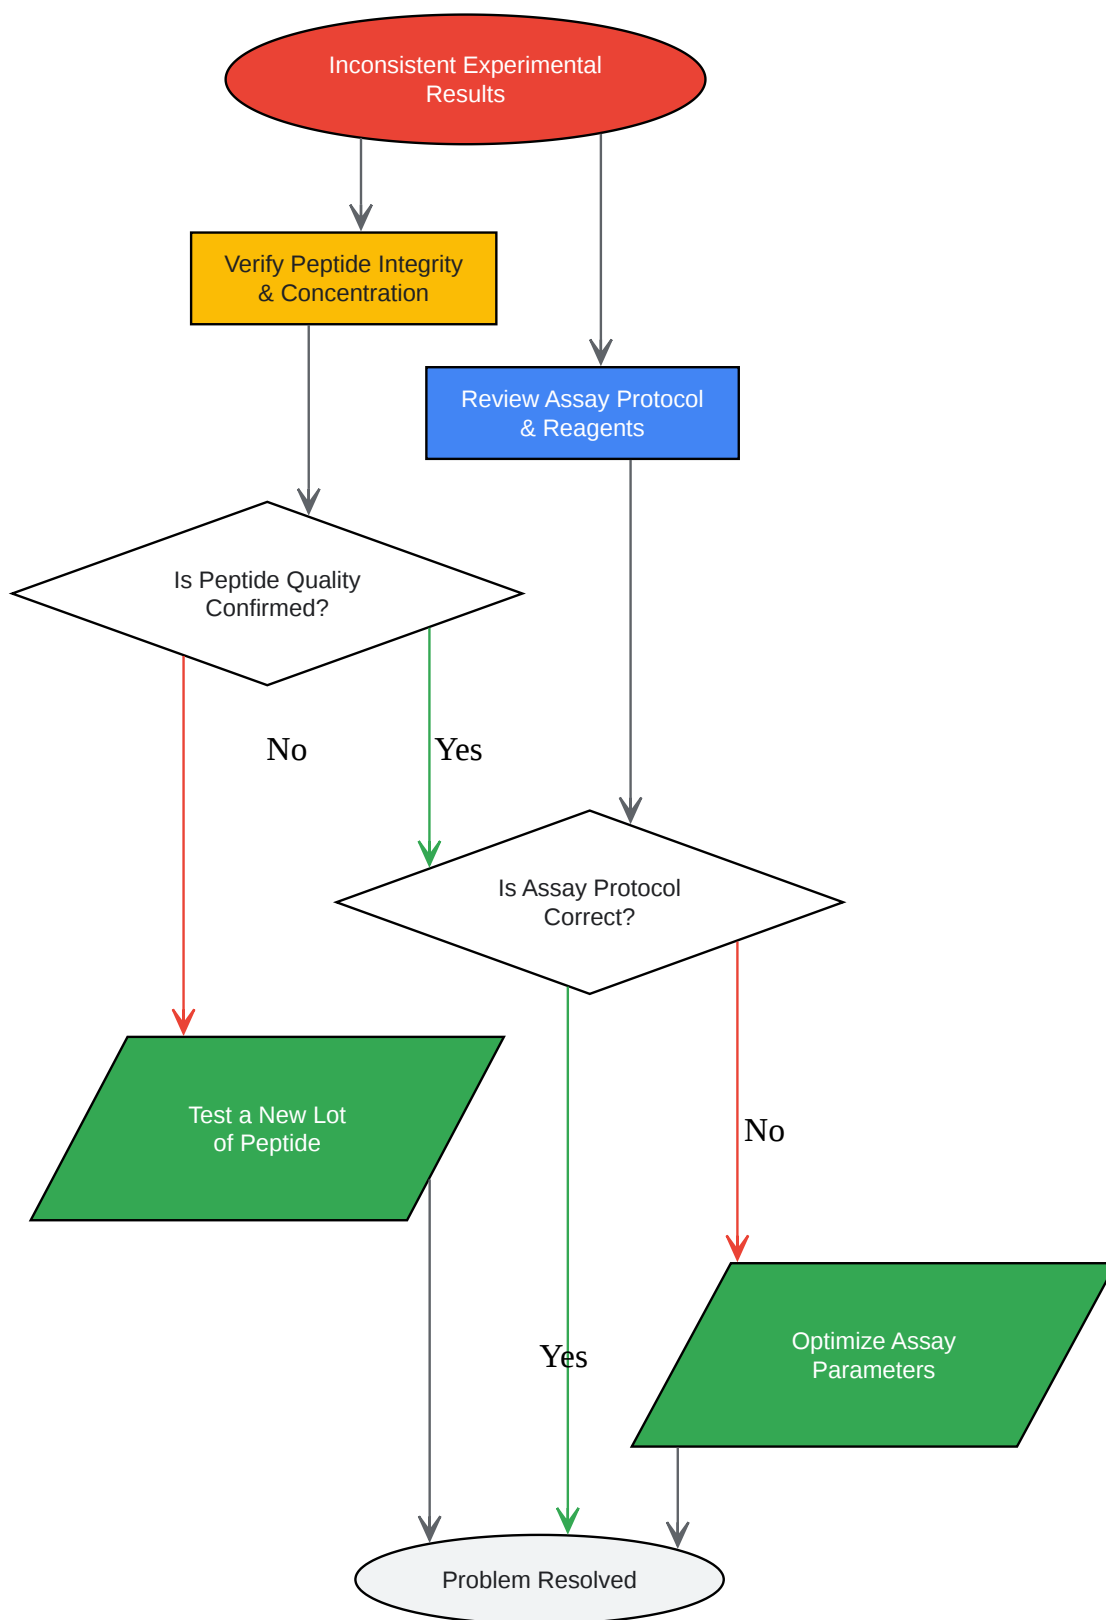 Inconsistent Experimental
Results
Verify Peptide Integrity
& Concentration
Review Assay Protocol
& Reagents
Is Peptide Quality
Confirmed?
No
Yes
Is Assay Protocol
Correct?
Test a New Lot
of Peptide
No
Yes
Optimize Assay
Parameters
Problem Resolved